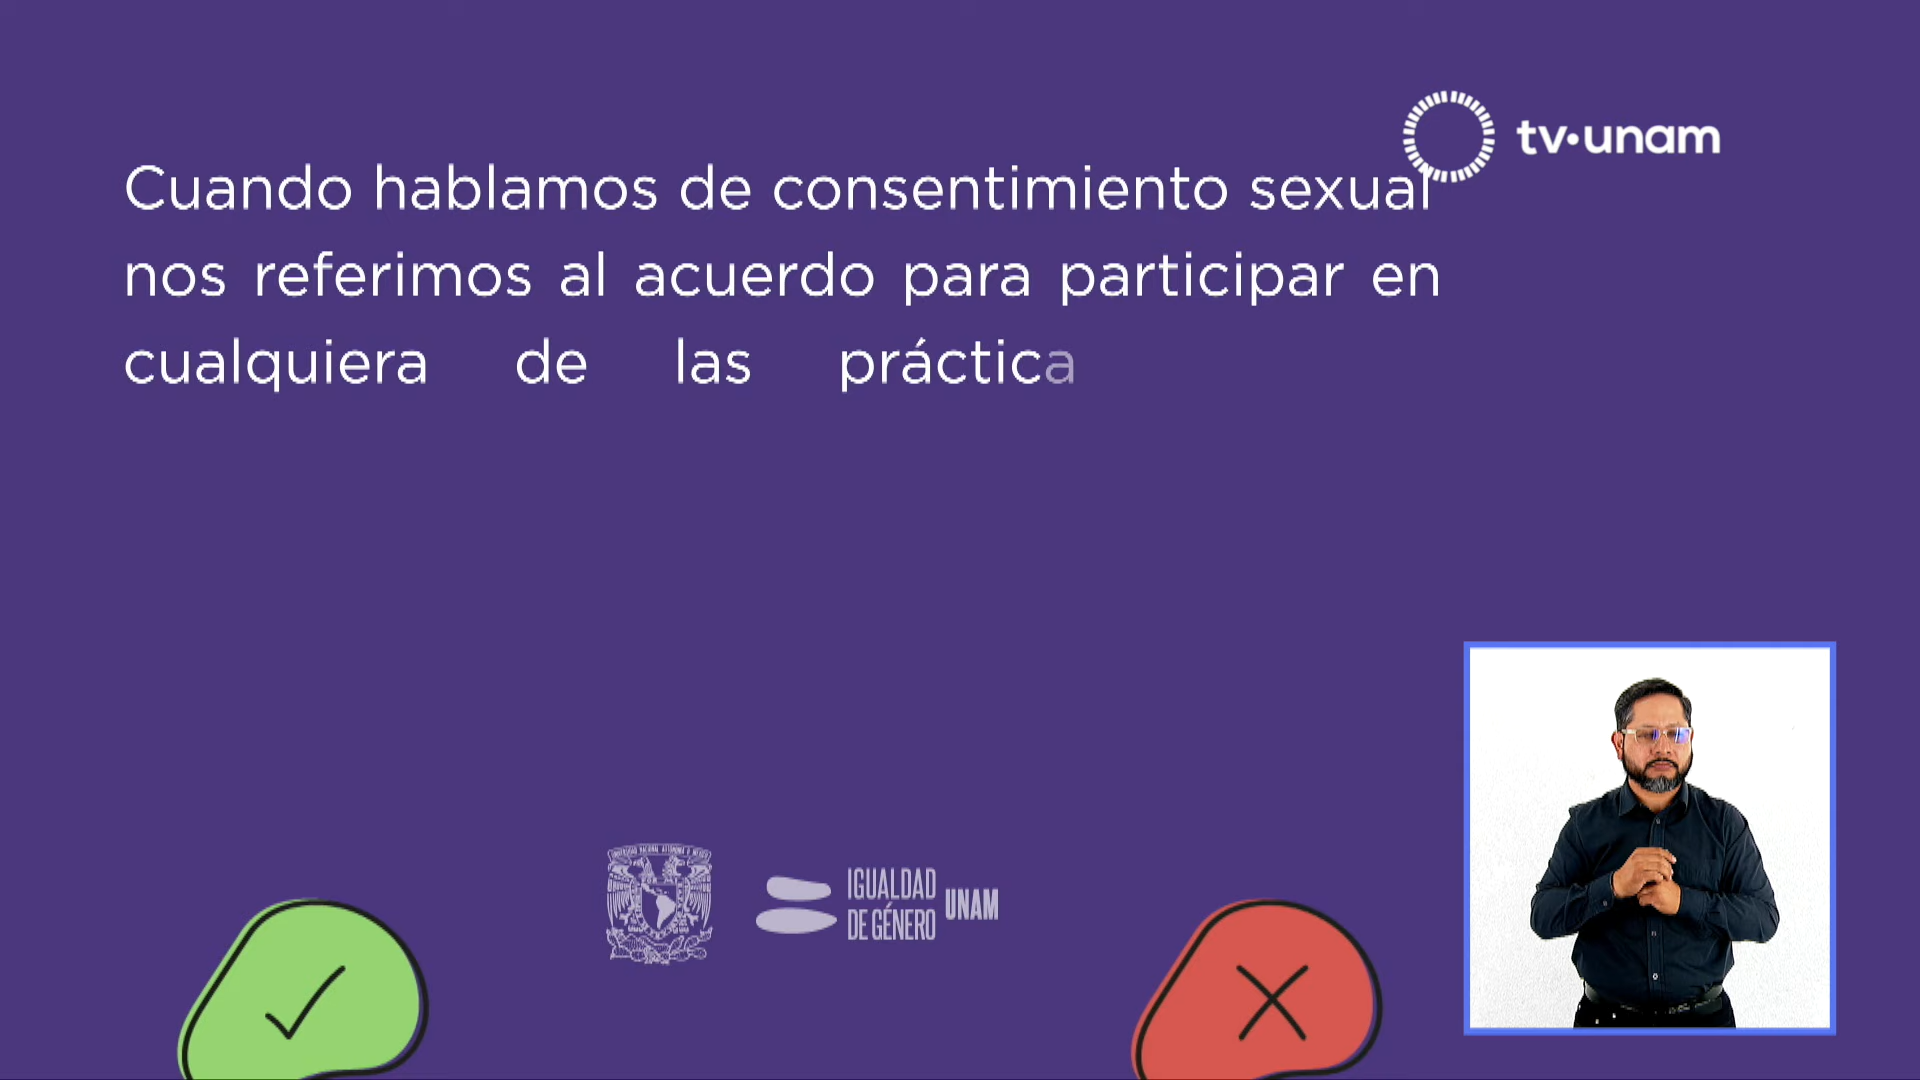 tv·unam
Cuando hablamos de consentimiento sexual
nos referimos al acuerdo para participar en
cualquiera de las práctica
IGUALDAD
DE GÉNERO
UNAM